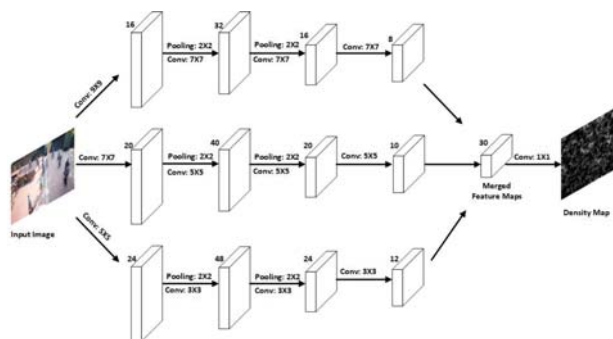 16
32
16
8
Pooling: 2X2
Pooling: 2X2
Conv: 7X7
Conv: 7X7
Conv: 7X7
Conv: 9X9
20
40
20
10
30
Conv: 7X7
Pooling: 2X2
Pooling: 2X2
Conv: 5X5
Conv: 1X1
Conv: 5X5
Conv: 5X5
Merged
Feature Maps
Input Image
Density Map
Conv: 5X5
24
48
24
12
Pooling: 2X2
Pooling: 2X2
Conv: 3X3
Conv: 3X3
Conv: 3X3